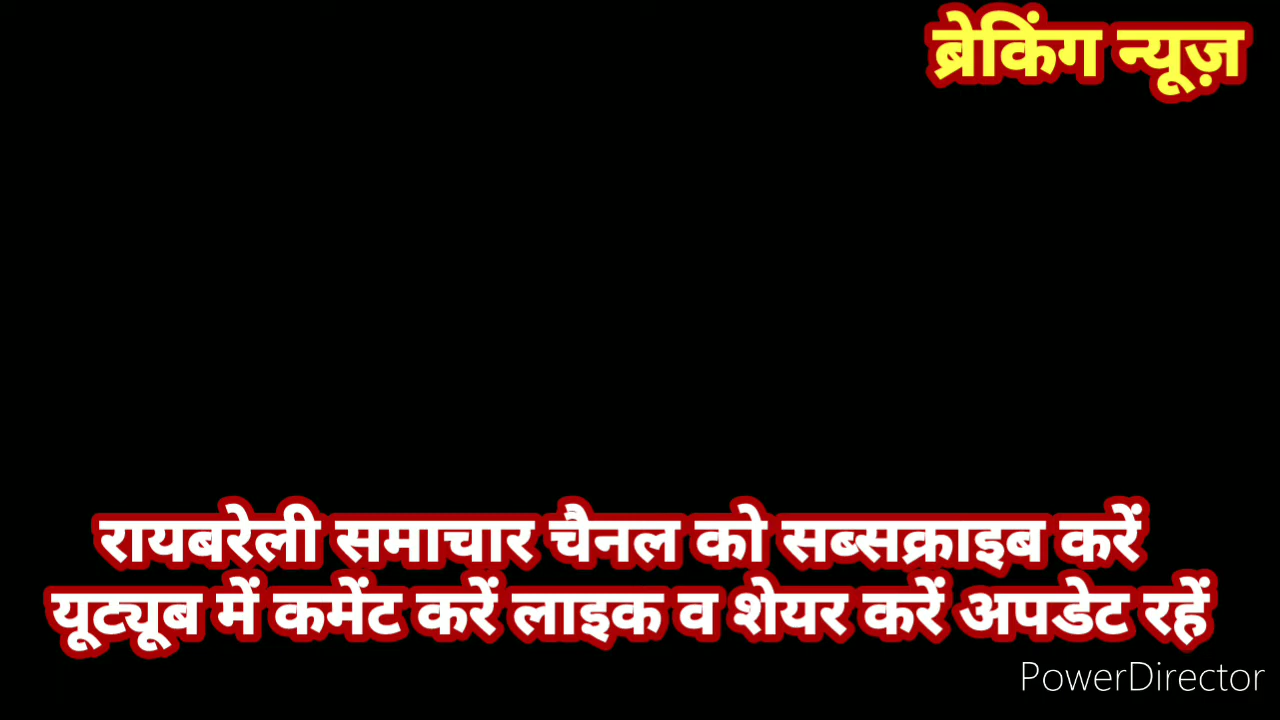 ब्रेकिंग न्यूज़
रायबरेली समाचार चैनल को सब्सक्राइब करें
यूट्यूब में कमेंट करें लाइक व शेयर करें अपडेट रहें
PowerDirector